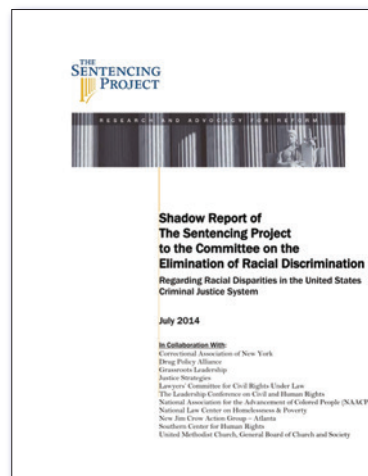 THE
SENTENCING
PROJECT
RESEARCH AND ADVOCACY FOR REFORM
Shadow Report of
The Sentencing Project
to the Committee on the
Elimination of Racial Discrimination
Regarding Racial Disparities in the United States
Criminal Justice System
July 2014
In Collaboration With:
Correctional Association of New York
Drug Policy Alliance
Grassroots Leadership
Justice Strategies
Lawyers' Committee for Civil Rights Under Law
The Leadership Conference on Civil and Human Rights
National Association for the Advancement of Colored People (NAACP
National Law Center on Homelessness & Poverty
New Jim Crow Action Group – Atlanta
Southern Center for Human Rights
United Methodist Church, General Board of Church and Society